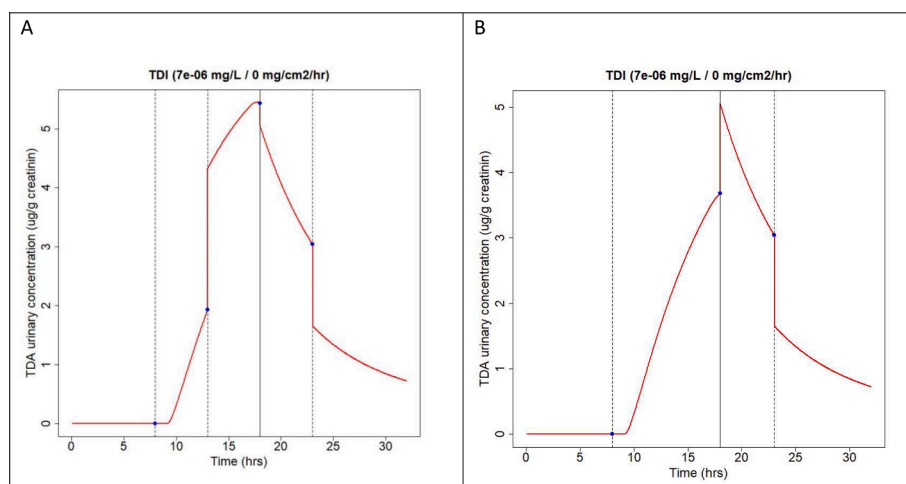 A
TDI (7e-06 mg/L / 0 mg/cm2/hr)
TDA urinary concentration (ug/g creatinin)
5
4
3
2
1
0
0 5 10 15 20 25 30
Time (hrs)
B
TDI (7e-06 mg/L / 0 mg/cm2/hr)
TDA urinary concentration (ug/g creatinin)
5
4
3
2
1
0
0 5 10 15 20 25 30
Time (hrs)